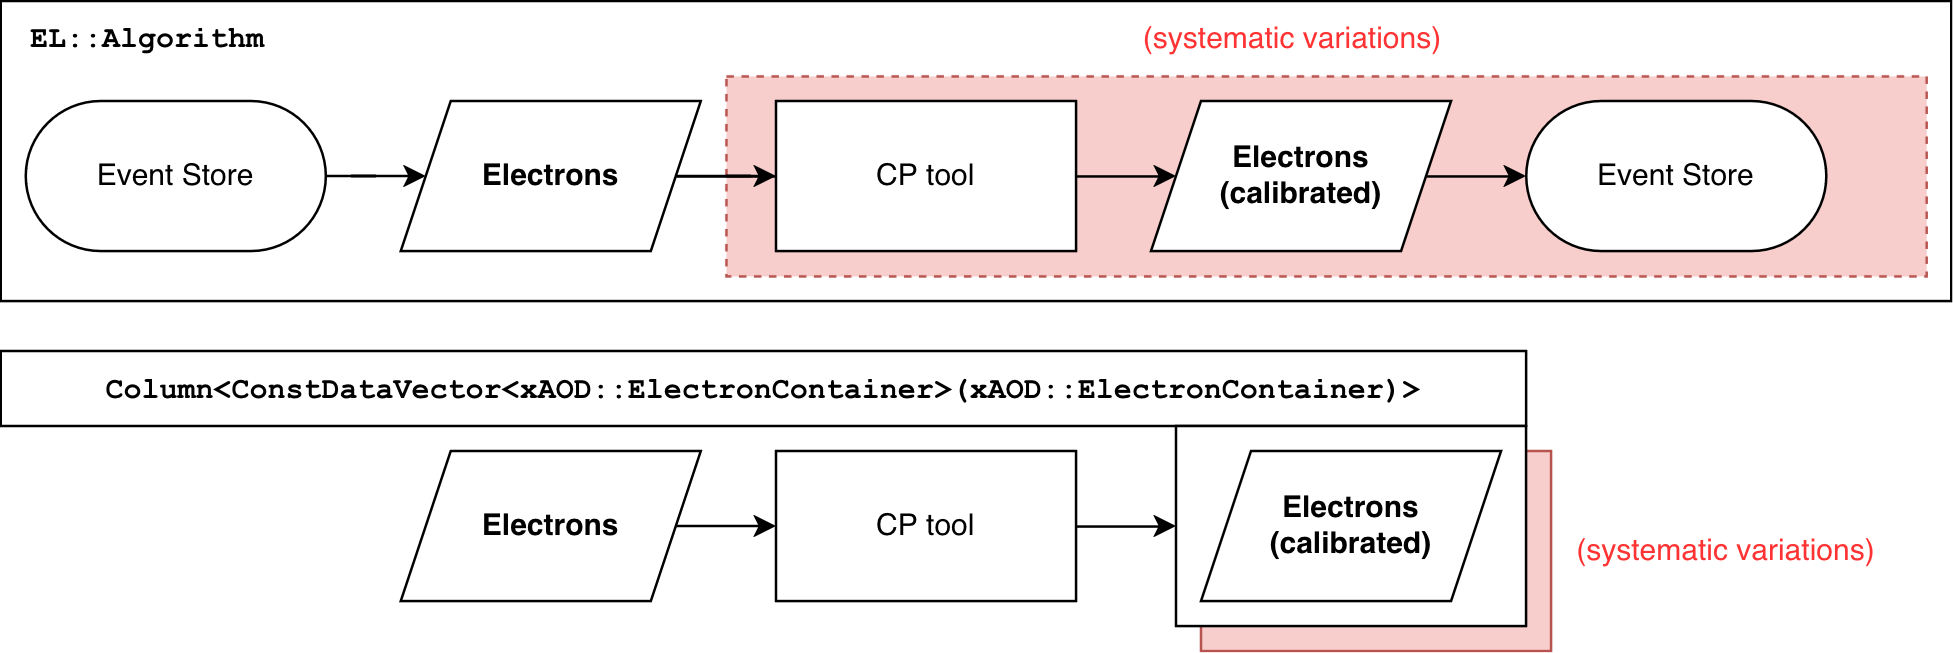 EL::Algorithm
(systematic variations)
Event Store
Electrons
CP tool
Electrons
(calibrated)
Event Store
Column<ConstDataVector<xAOD::ElectronContainer>(xAOD::ElectronContainer)>
Electrons
CP tool
Electrons
(calibrated)
(systematic variations)